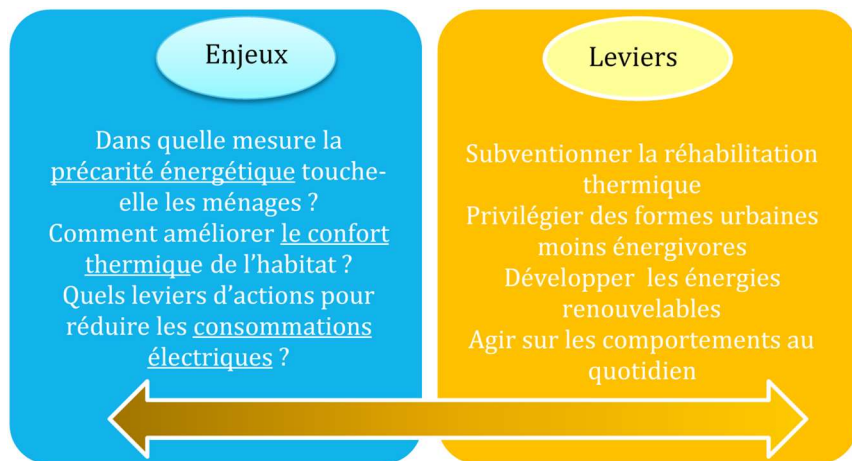 Enjeux
Dans quelle mesure la
précarité énergétique touche-
elle les ménages ?
Comment améliorer le confort
thermique de l'habitat ?
Quels leviers d'actions pour
réduire les consommations
électriques ?
Leviers
Subventionner la réhabilitation
thermique
Privilégier des formes urbaines
moins énergivores
Développer les énergies
renouvelables
Agir sur les comportements au
quotidien